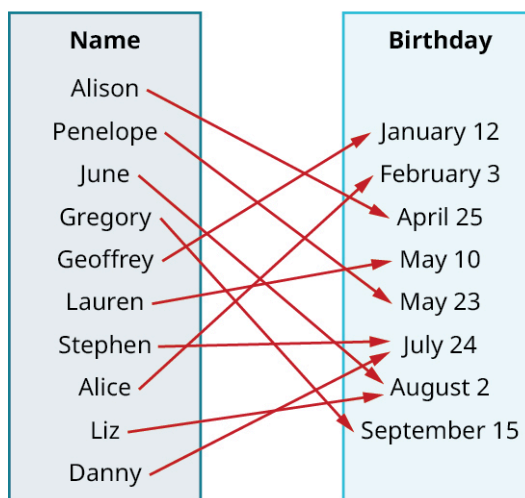 Name
Alison
Penelope
June
Gregory
Geoffrey
Lauren
Stephen
Alice
Liz
Danny
Birthday
January 12
February 3
April 25
May 10
May 23
July 24
August 2
September 15